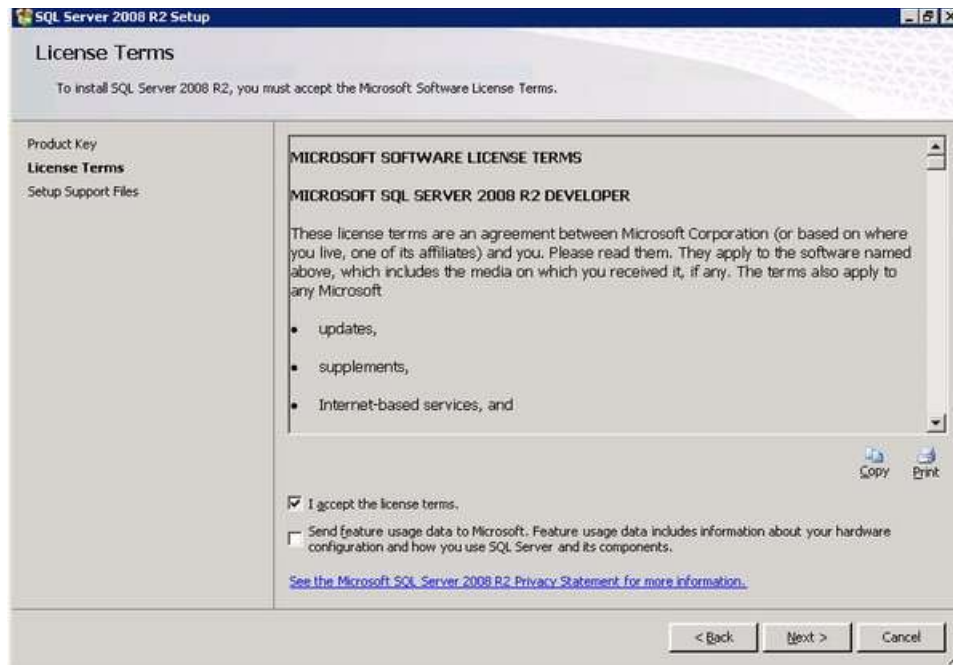 SQL Server 2008 R2 Setup
License Terms
To install SQL Server 2008 R2, you must accept the Microsoft Software License Terms.
Product Key
License Terms
Setup Support Files
MICROSOFT SOFTWARE LICENSE TERMS
MICROSOFT SQL SERVER 2008 R2 DEVELOPER
These license terms are an agreement between Microsoft Corporation (or based on where
you live, one of its affiliates) and you. Please read them. They apply to the software named
above, which includes the media on which you received it, if any. The terms also apply to
any Microsoft
• updates,
• supplements,
• Internet-based services, and
Copy Print
I accept the license terms.
Send feature usage data to Microsoft. Feature usage data includes information about your hardware
configuration and how you use SQL Server and its components.
See the Microsoft SQL Server 2008 R2 Privacy Statement for more information.
< Back Next > Cancel